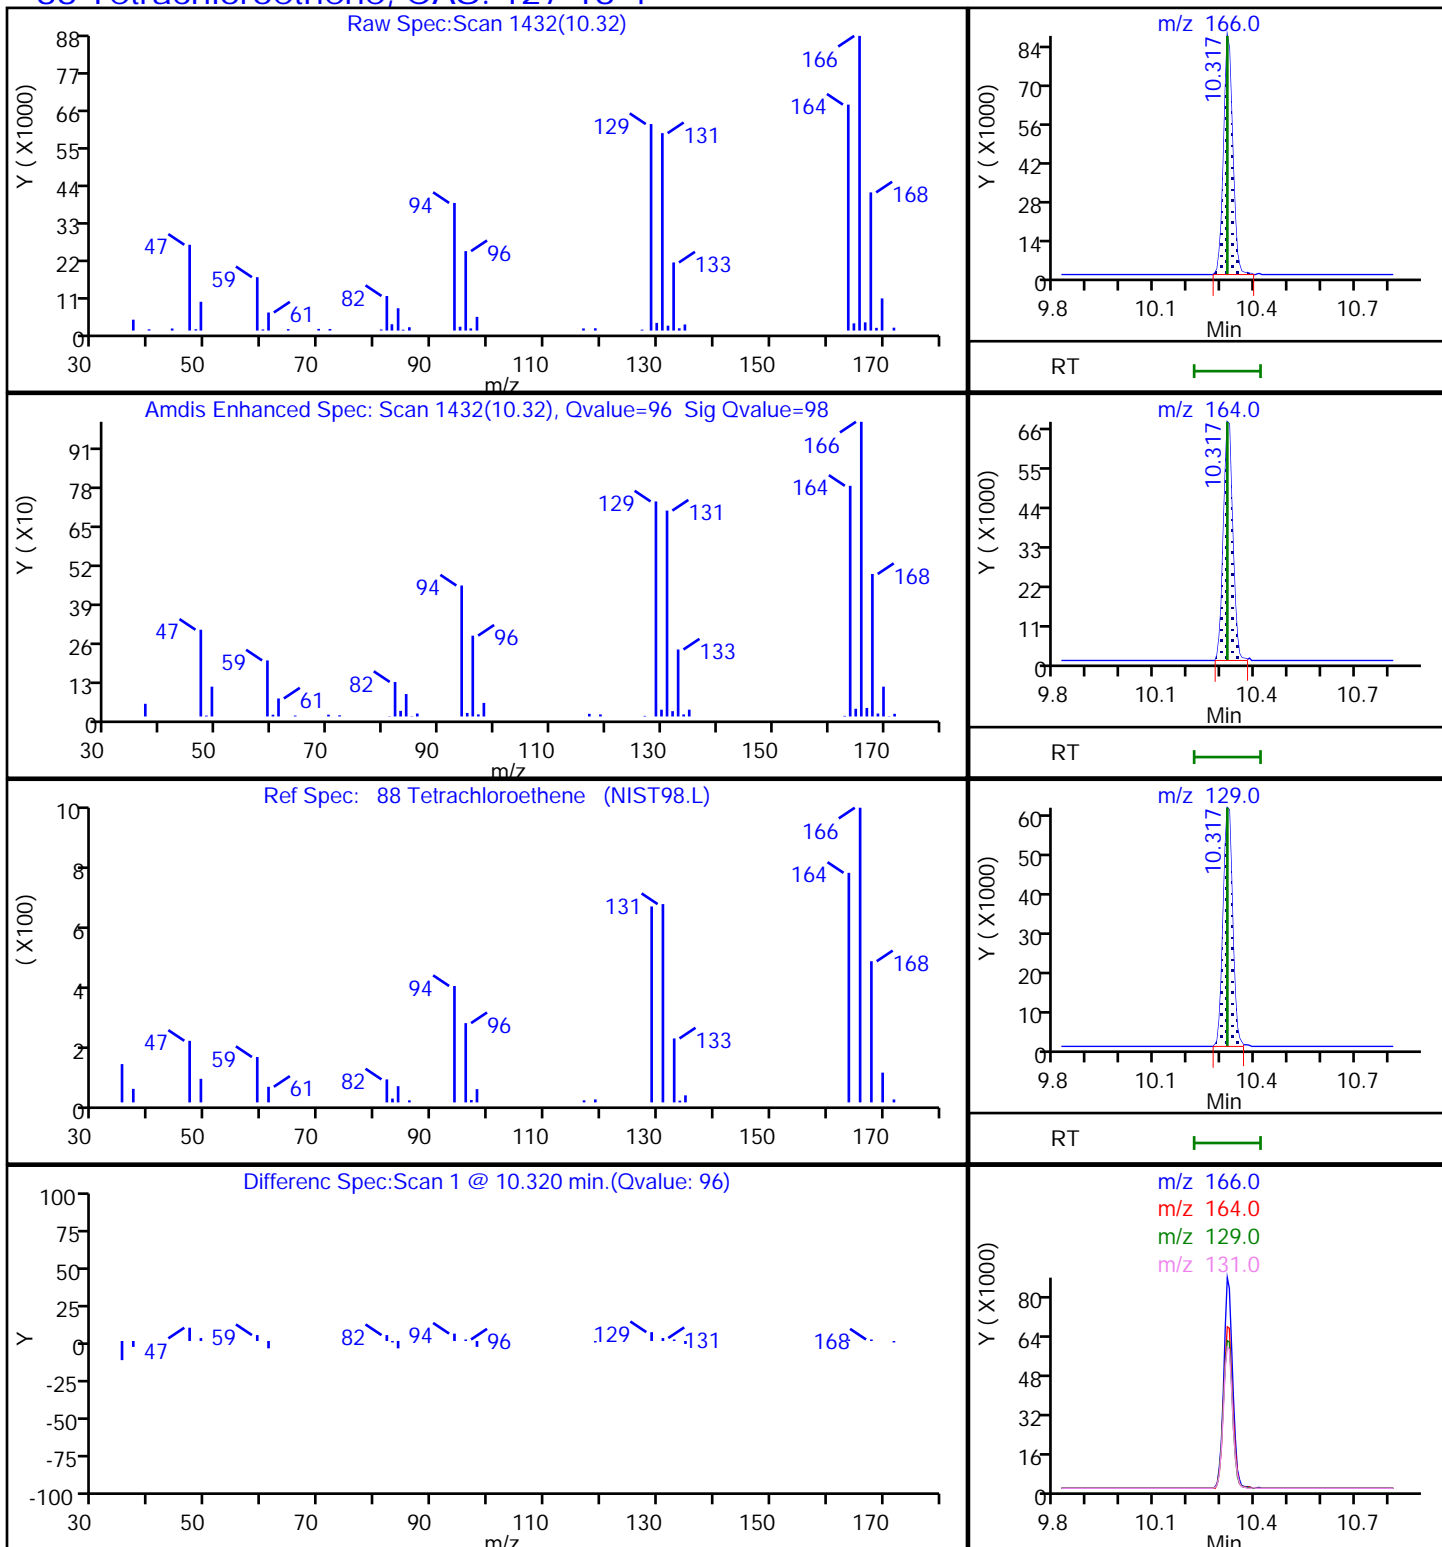 88 Tetrachloroethene, CAS: 127-18-4
Raw Spec:Scan 1432(10.32)
Y ( X1000)
88
77
66
55
44
33
22
11
0
166
164
129
131
168
94
96
133
47
59
61
82
30 50 70 90 110 130 150 170
m/z
m/z 166.0
10.317
Y ( X1000)
84
70
56
42
28
14
0
9.8 10.1 10.4 10.7
Min
RT
Amdis Enhanced Spec: Scan 1432(10.32), Qvalue=96 Sig Qvalue=98
Y ( X10)
91
78
65
52
39
26
13
0
166
164
129
131
168
94
96
133
47
59
61
82
30 50 70 90 110 130 150 170
m/z
m/z 164.0
10.317
Y ( X1000)
66
55
44
33
22
11
0
9.8 10.1 10.4 10.7
Min
RT
Ref Spec: 88 Tetrachloroethene (NIST98.L)
( X100)
10
8
6
4
2
0
166
164
131
168
94
96
133
47
59
61
82
30 50 70 90 110 130 150 170
m/z 129.0
10.317
Y ( X1000)
60
50
40
30
20
10
0
9.8 10.1 10.4 10.7
Min
RT
Differenc Spec:Scan 1 @ 10.320 min.(Qvalue: 96)
Y
100
75
50
25
0
-25
-50
-75
-100
47
59
82
94
96
129
131
168
30 50 70 90 110 130 150 170
m/z
m/z 166.0
m/z 164.0
m/z 129.0
m/z 131.0
Y ( X1000)
80
64
48
32
16
0
9.8 10.1 10.4 10.7
Min